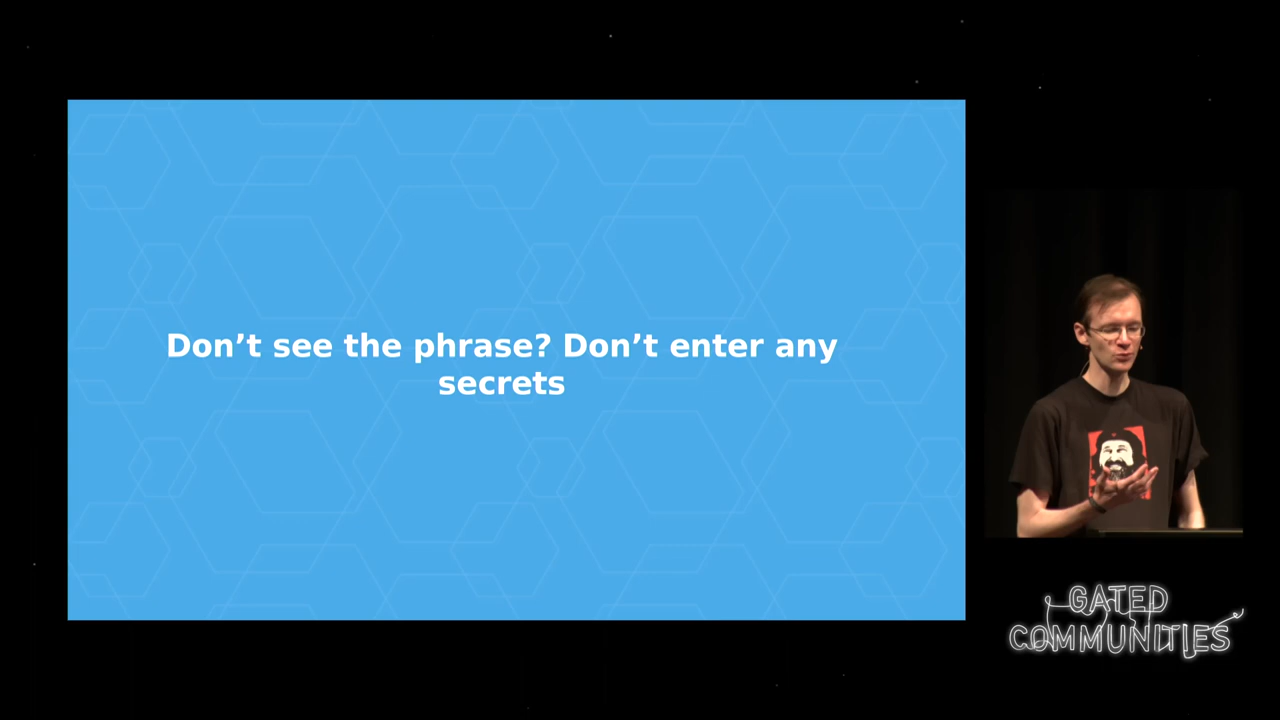 Don’t see the phrase? Don’t enter any
secrets
GATED
COMMUNITIES